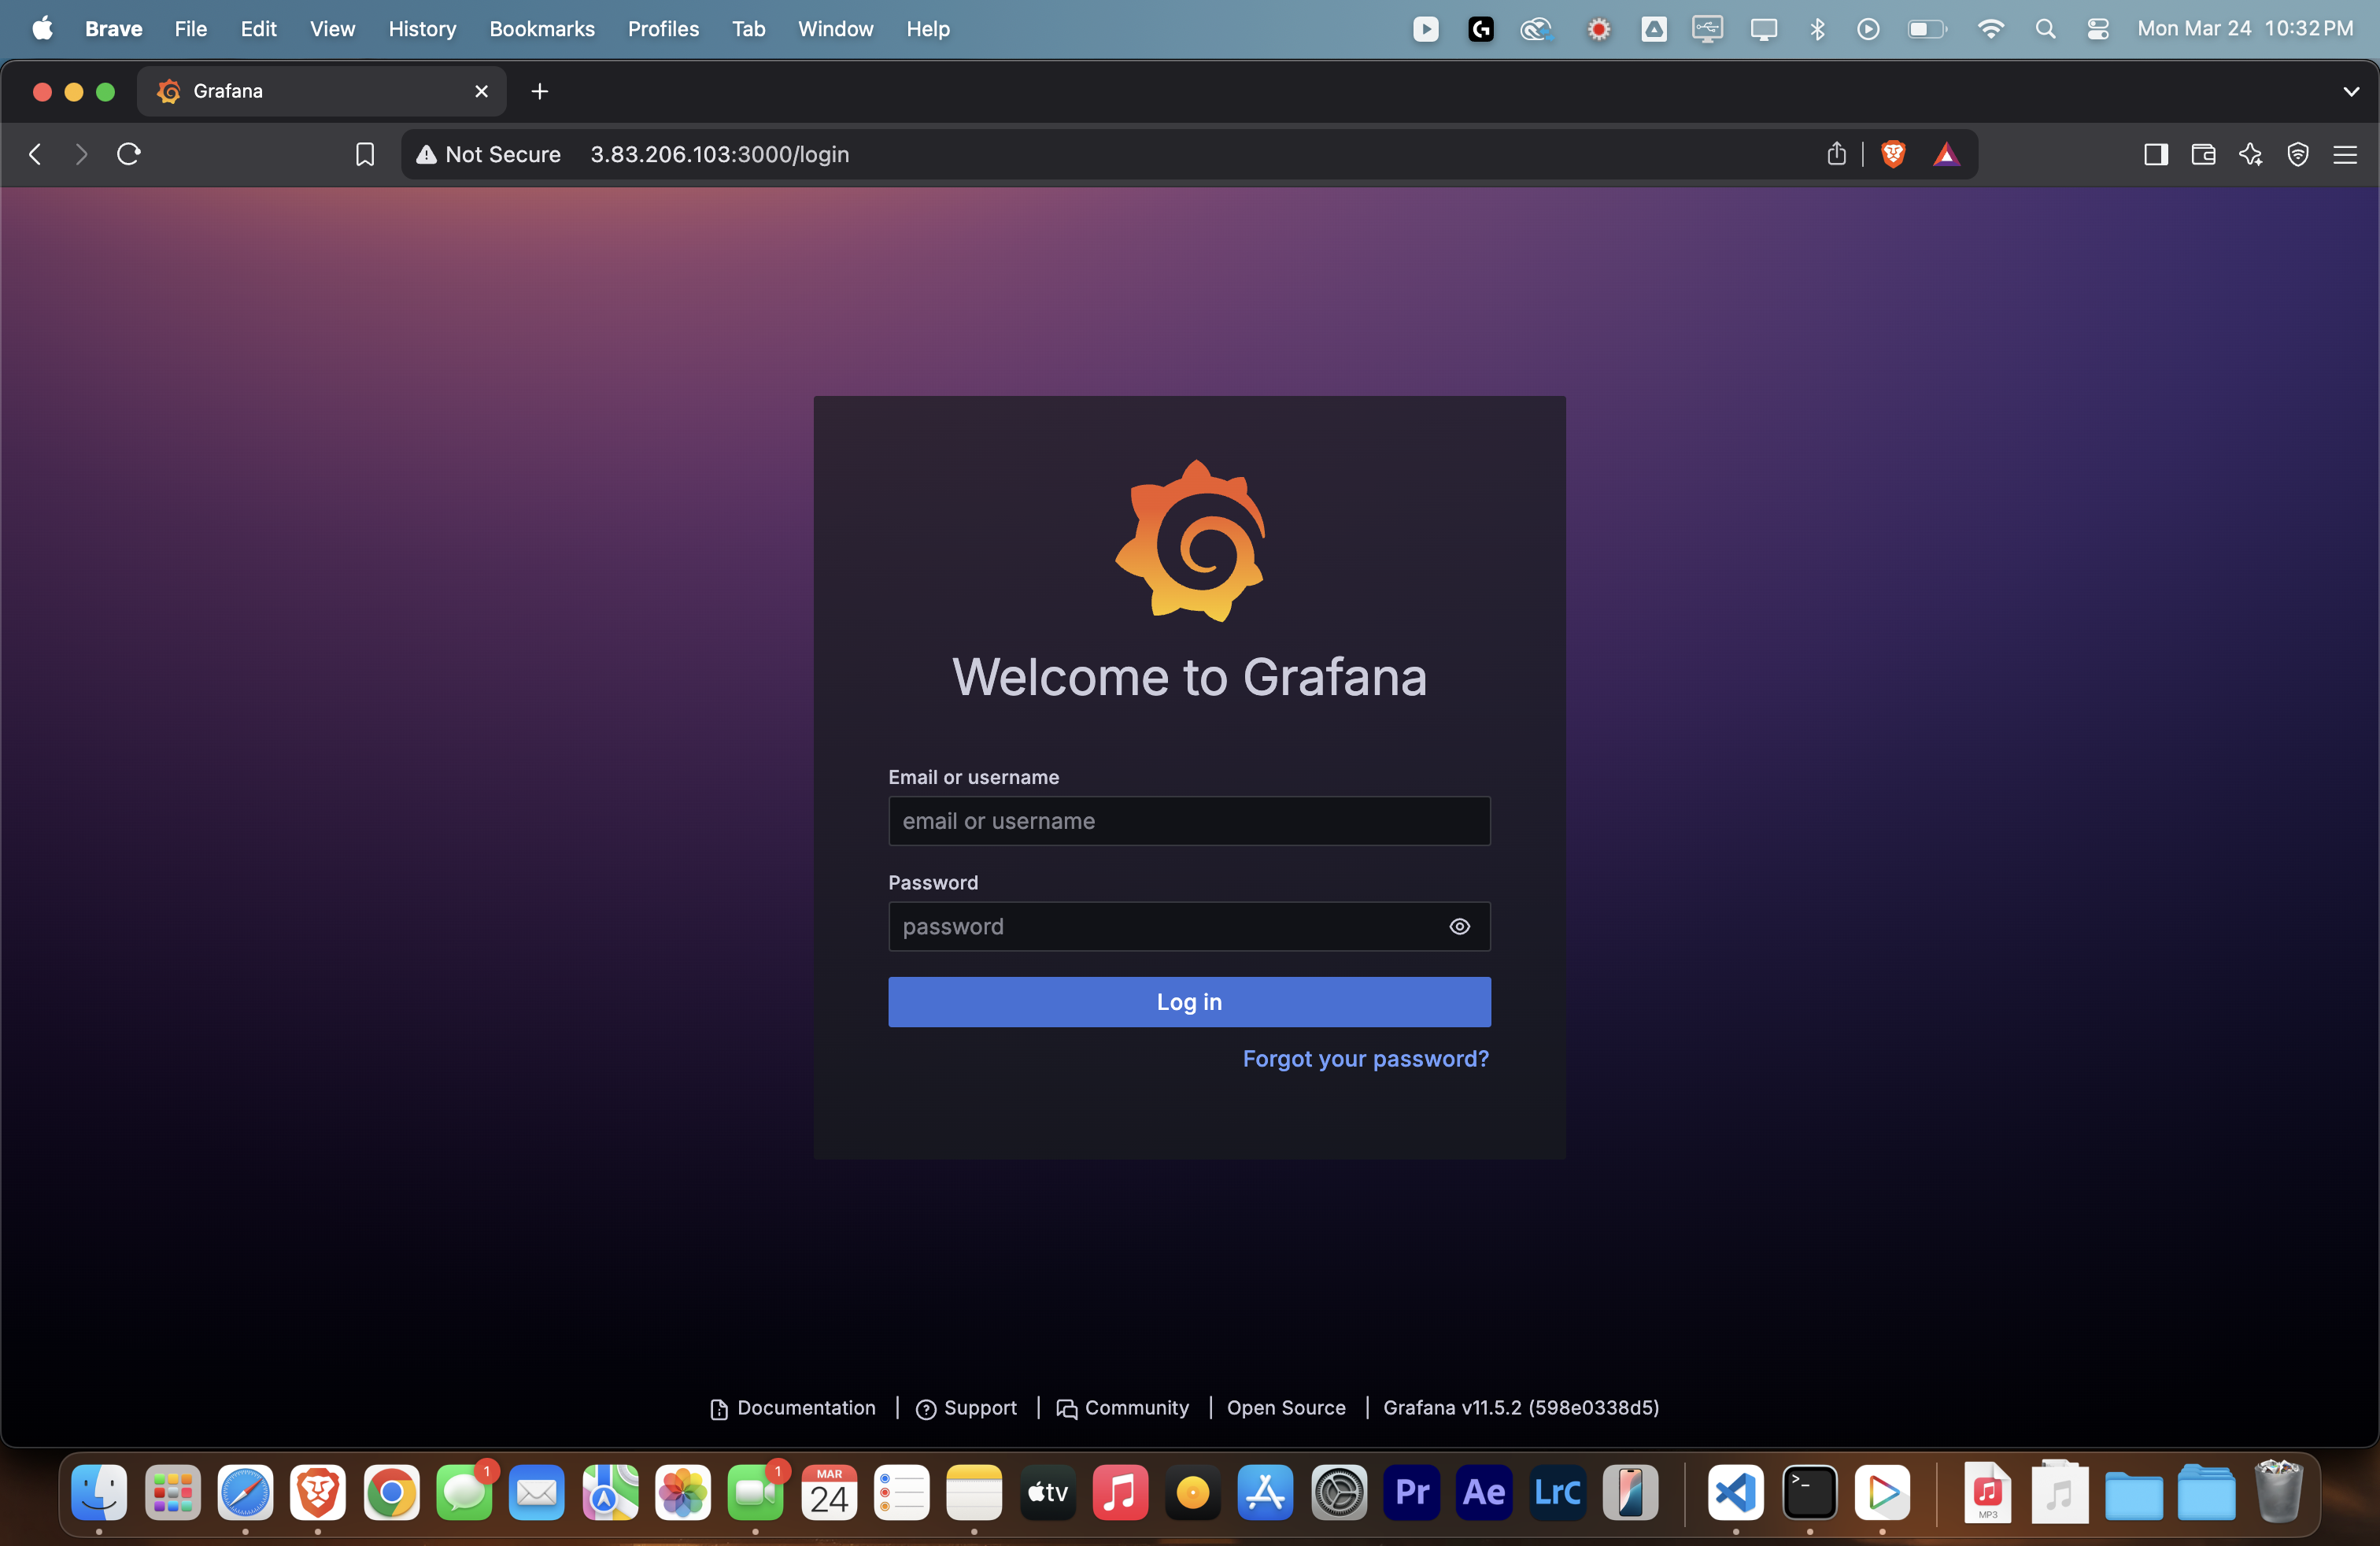 Brave File Edit View History Bookmarks Profiles Tab Window Help Mon Mar 24 10:32 PM
Grafana
Not Secure 3.83.206.103:3000/login
Welcome to Grafana
Email or username
email or username
Password
password
Log in
Forgot your password?
Documentation | Support | Community | Open Source | Grafana v11.5.2 (598e0338d5)
1 1 MAR
24 tv Pr Ae LrC >_ MP3